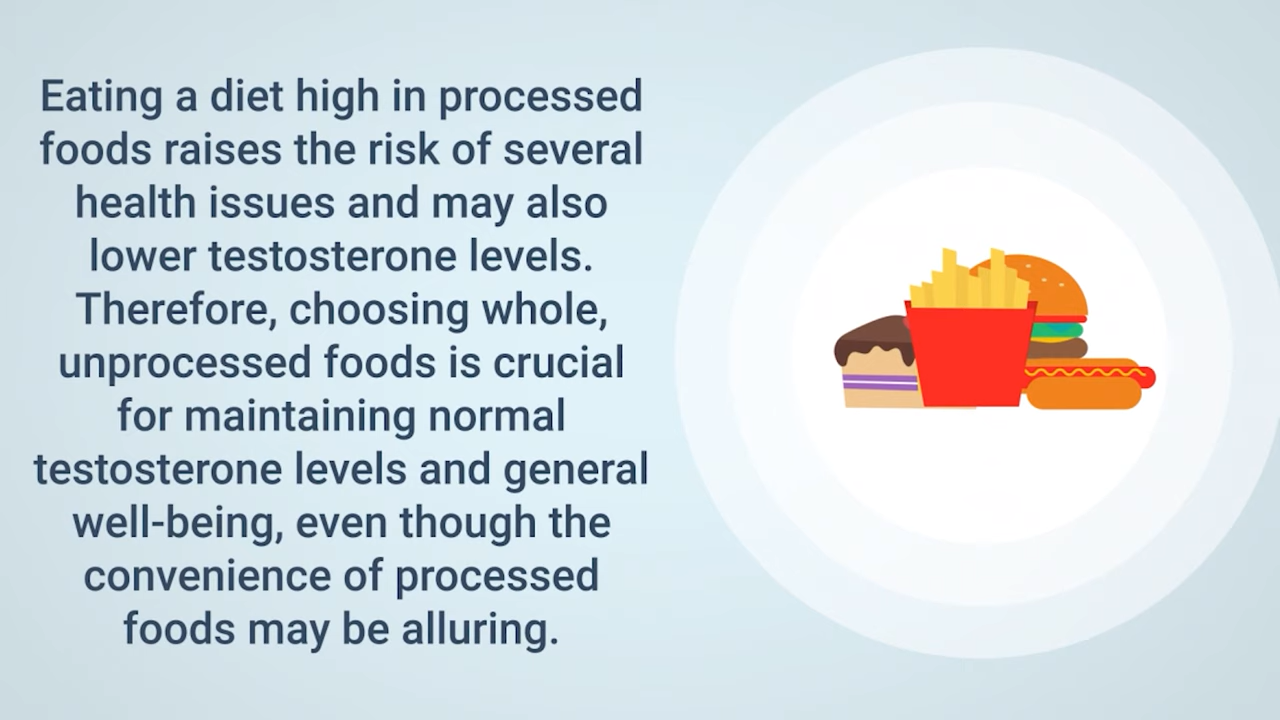 Eating a diet high in processed
foods raises the risk of several
health issues and may also
lower testosterone levels.
Therefore, choosing whole,
unprocessed foods is crucial
for maintaining normal
testosterone levels and general
well-being, even though the
convenience of processed
foods may be alluring.